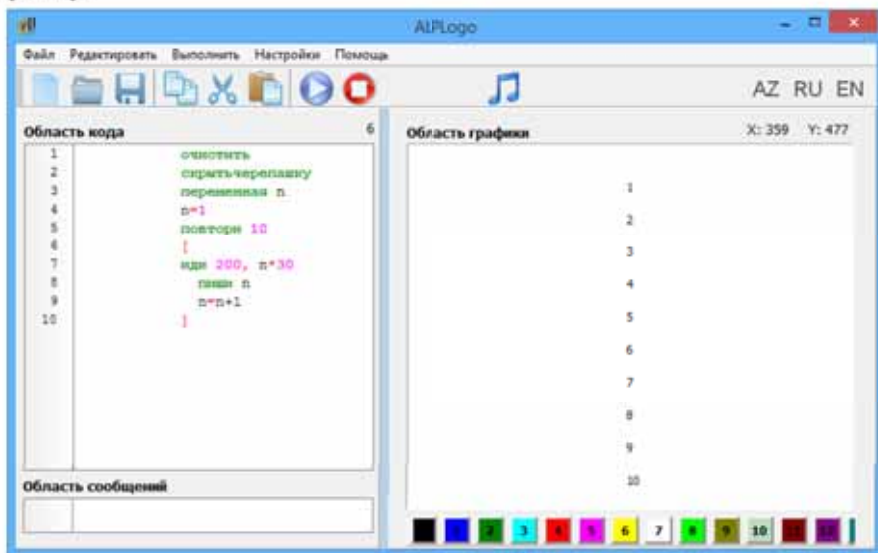 AlPLogo
Файл Редактировать Выполнить Настройки Помощь
AZ RU EN
Область кода 6
Область графики X: 359 Y: 477
1 очистить
2 скрытьчерепашку
3 переменная n
4 n=1
5 повтори 10
6 [
7 иди 200, n*30
8 пиши n
9 n=n+1
10 ]
1
2
3
4
5
6
7
8
9
10
Область сообщений
2 3 4 5 6 7 8 9 10